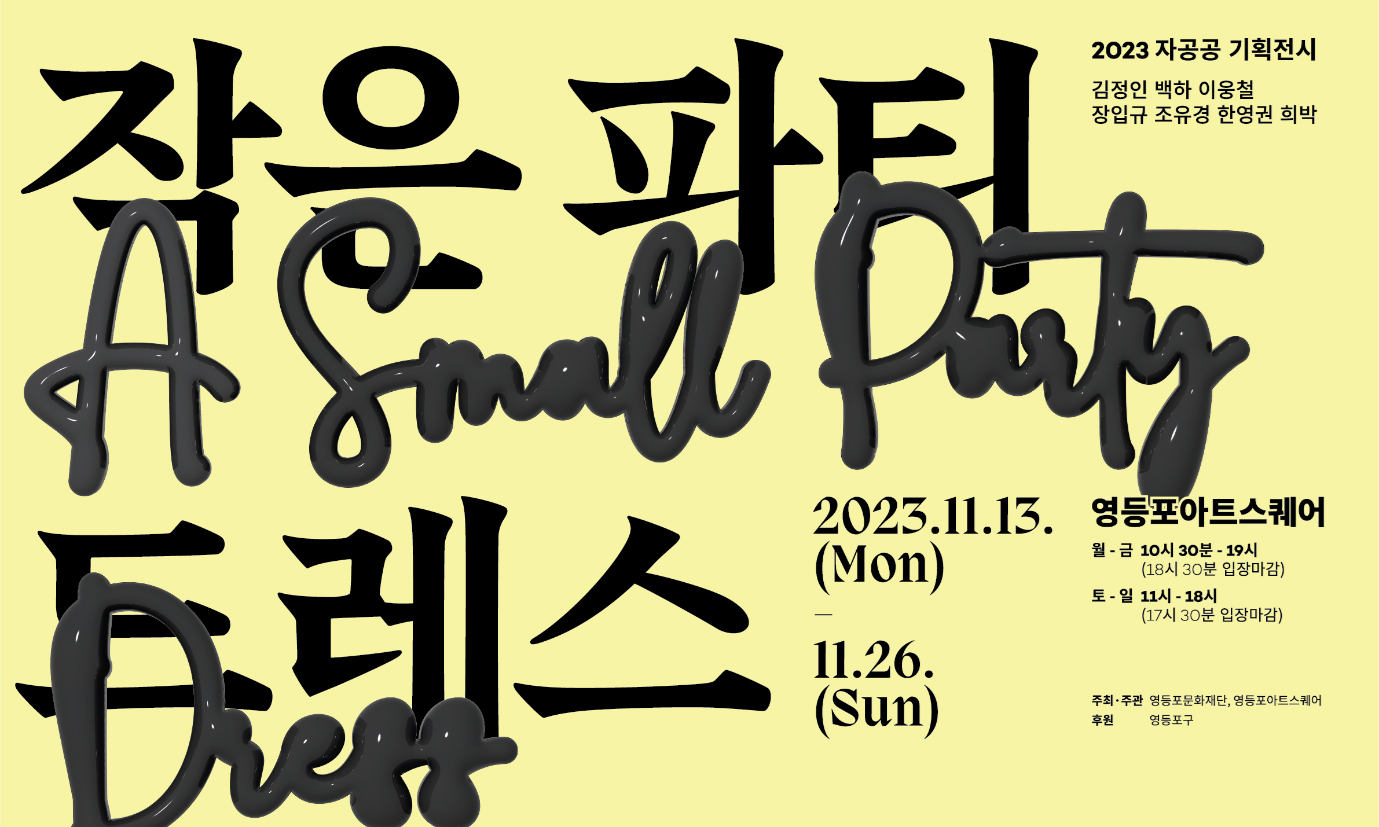 작은 파티
A Small Party
드레스
Dress
2023 자공공 기획전시
김정인 백하 이웅철
장입규 조유경 한영권 희박
2023.11.13.
(Mon)
—
11.26.
(Sun)
영등포아트스퀘어
월 - 금 10시 30분 - 19시
(18시 30분 입장마감)
토 - 일 11시 - 18시
(17시 30분 입장마감)
주최·주관 영등포문화재단, 영등포아트스퀘어
후원 영등포구